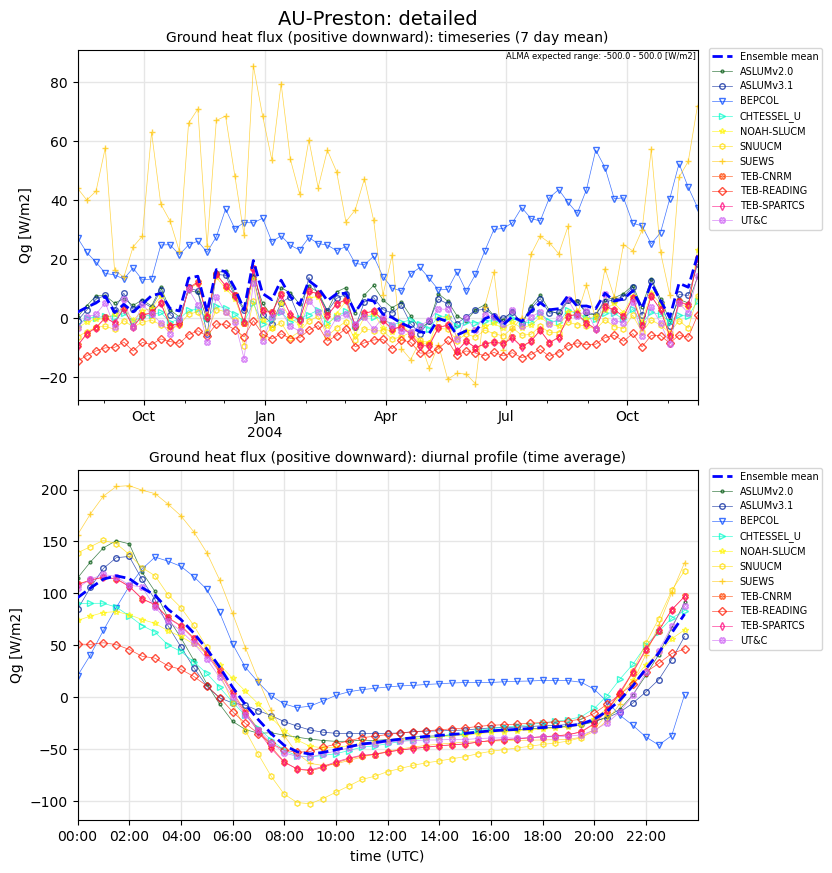 AU-Preston: detailed
Ground heat flux (positive downward): timeseries (7 day mean)
ALMA expected range: -500.0 - 500.0 [W/m2]
Qg [W/m2]
80
60
40
20
0
−20
Oct
Jan
2004
Apr
Jul
Oct
Ensemble mean
ASLUMv2.0
ASLUMv3.1
BEPCOL
CHTESSEL_U
NOAH-SLUCM
SNUUCM
SUEWS
TEB-CNRM
TEB-READING
TEB-SPARTCS
UT&C
Ground heat flux (positive downward): diurnal profile (time average)
Qg [W/m2]
200
150
100
50
0
−50
−100
00:00 02:00 04:00 06:00 08:00 10:00 12:00 14:00 16:00 18:00 20:00 22:00
time (UTC)
Ensemble mean
ASLUMv2.0
ASLUMv3.1
BEPCOL
CHTESSEL_U
NOAH-SLUCM
SNUUCM
SUEWS
TEB-CNRM
TEB-READING
TEB-SPARTCS
UT&C